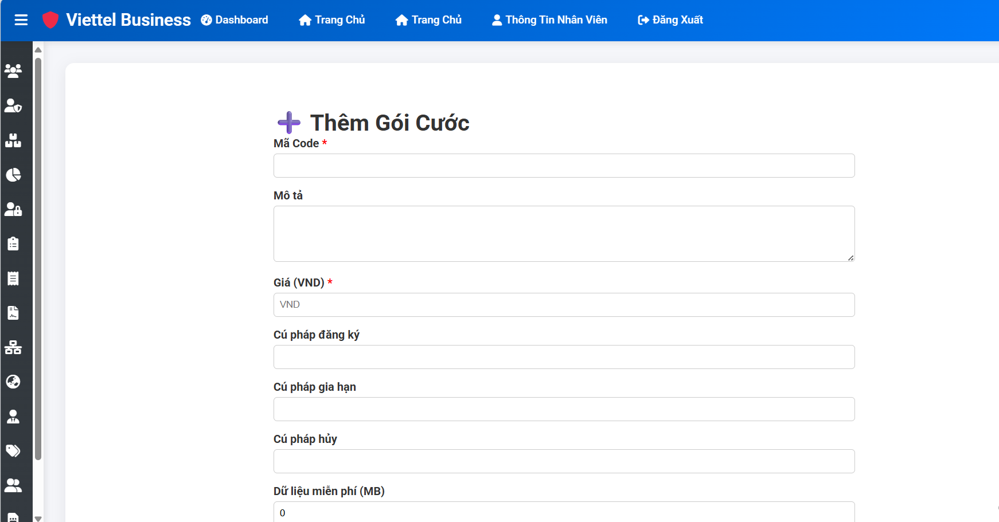 Viettel Business Dashboard Trang Chủ Trang Chủ Thông Tin Nhân Viên Đăng Xuất
Thêm Gói Cước
Mã Code *
Mô tả
Giá (VND) *
VND
Cú pháp đăng ký
Cú pháp gia hạn
Cú pháp hủy
Dữ liệu miễn phí (MB)
0